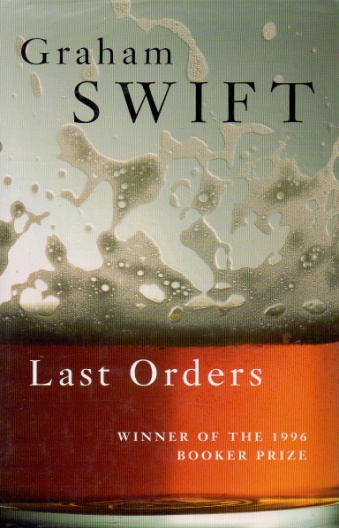 Graham
SWIFT
Last Orders
WINNER OF THE 1996
BOOKER PRIZE